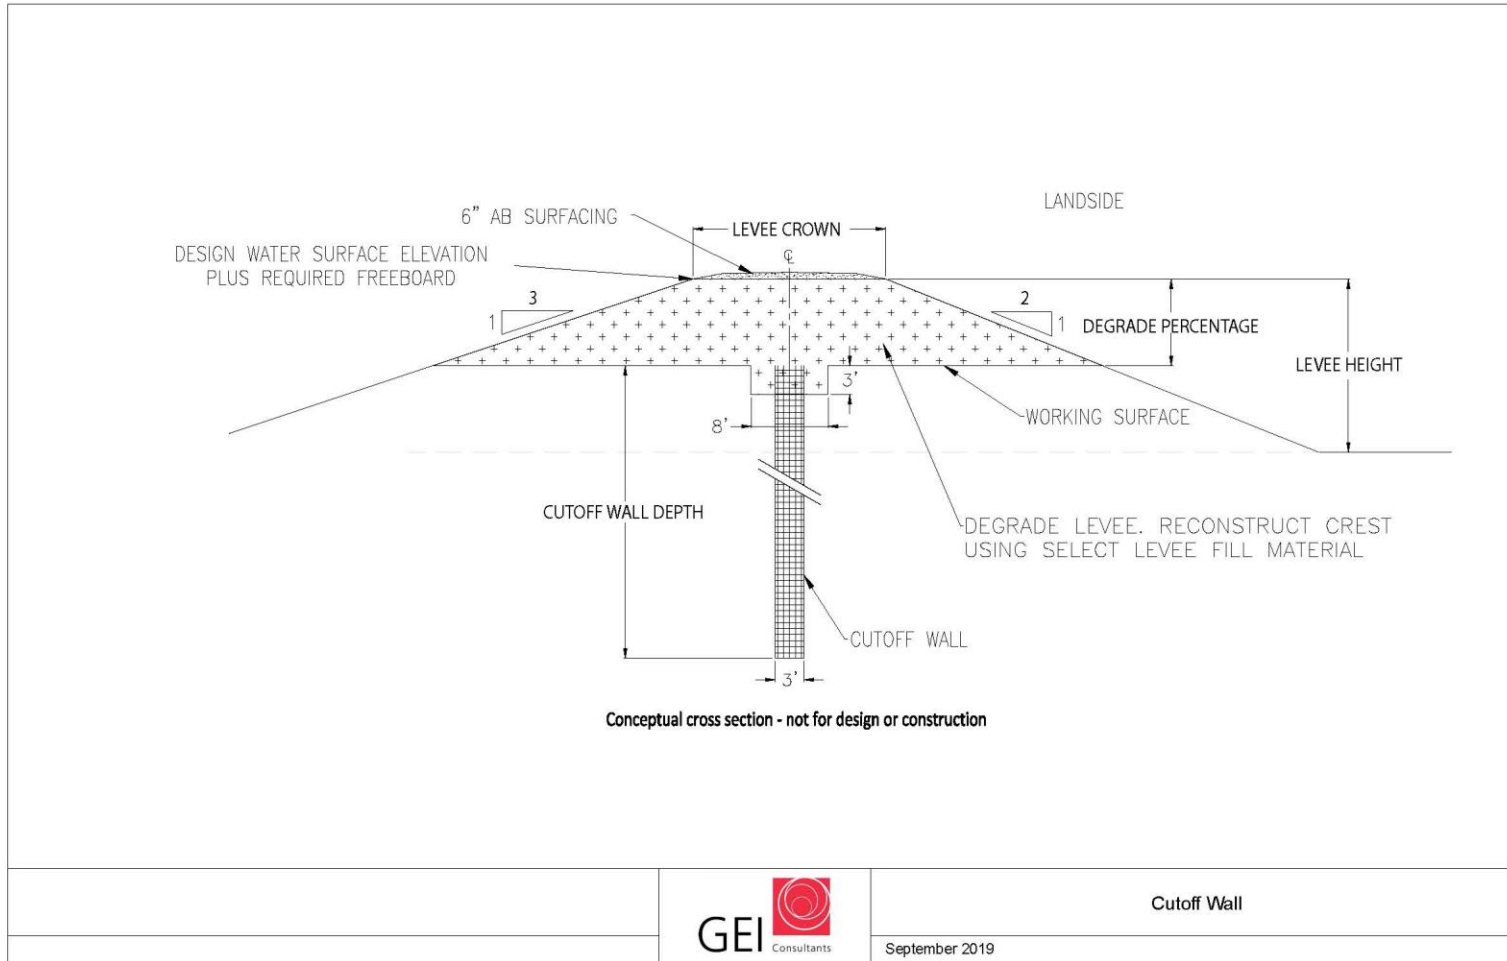 LANDSIDE
6” AB SURFACING
LEVEE CROWN
℄
DESIGN WATER SURFACE ELEVATION
PLUS REQUIRED FREEBOARD
3
1
2
1
DEGRADE PERCENTAGE
LEVEE HEIGHT
3'
WORKING SURFACE
8'
CUTOFF WALL DEPTH
DEGRADE LEVEE. RECONSTRUCT CREST
USING SELECT LEVEE FILL MATERIAL
CUTOFF WALL
3'
Conceptual cross section - not for design or construction
GEI Consultants
Cutoff Wall
September 2019